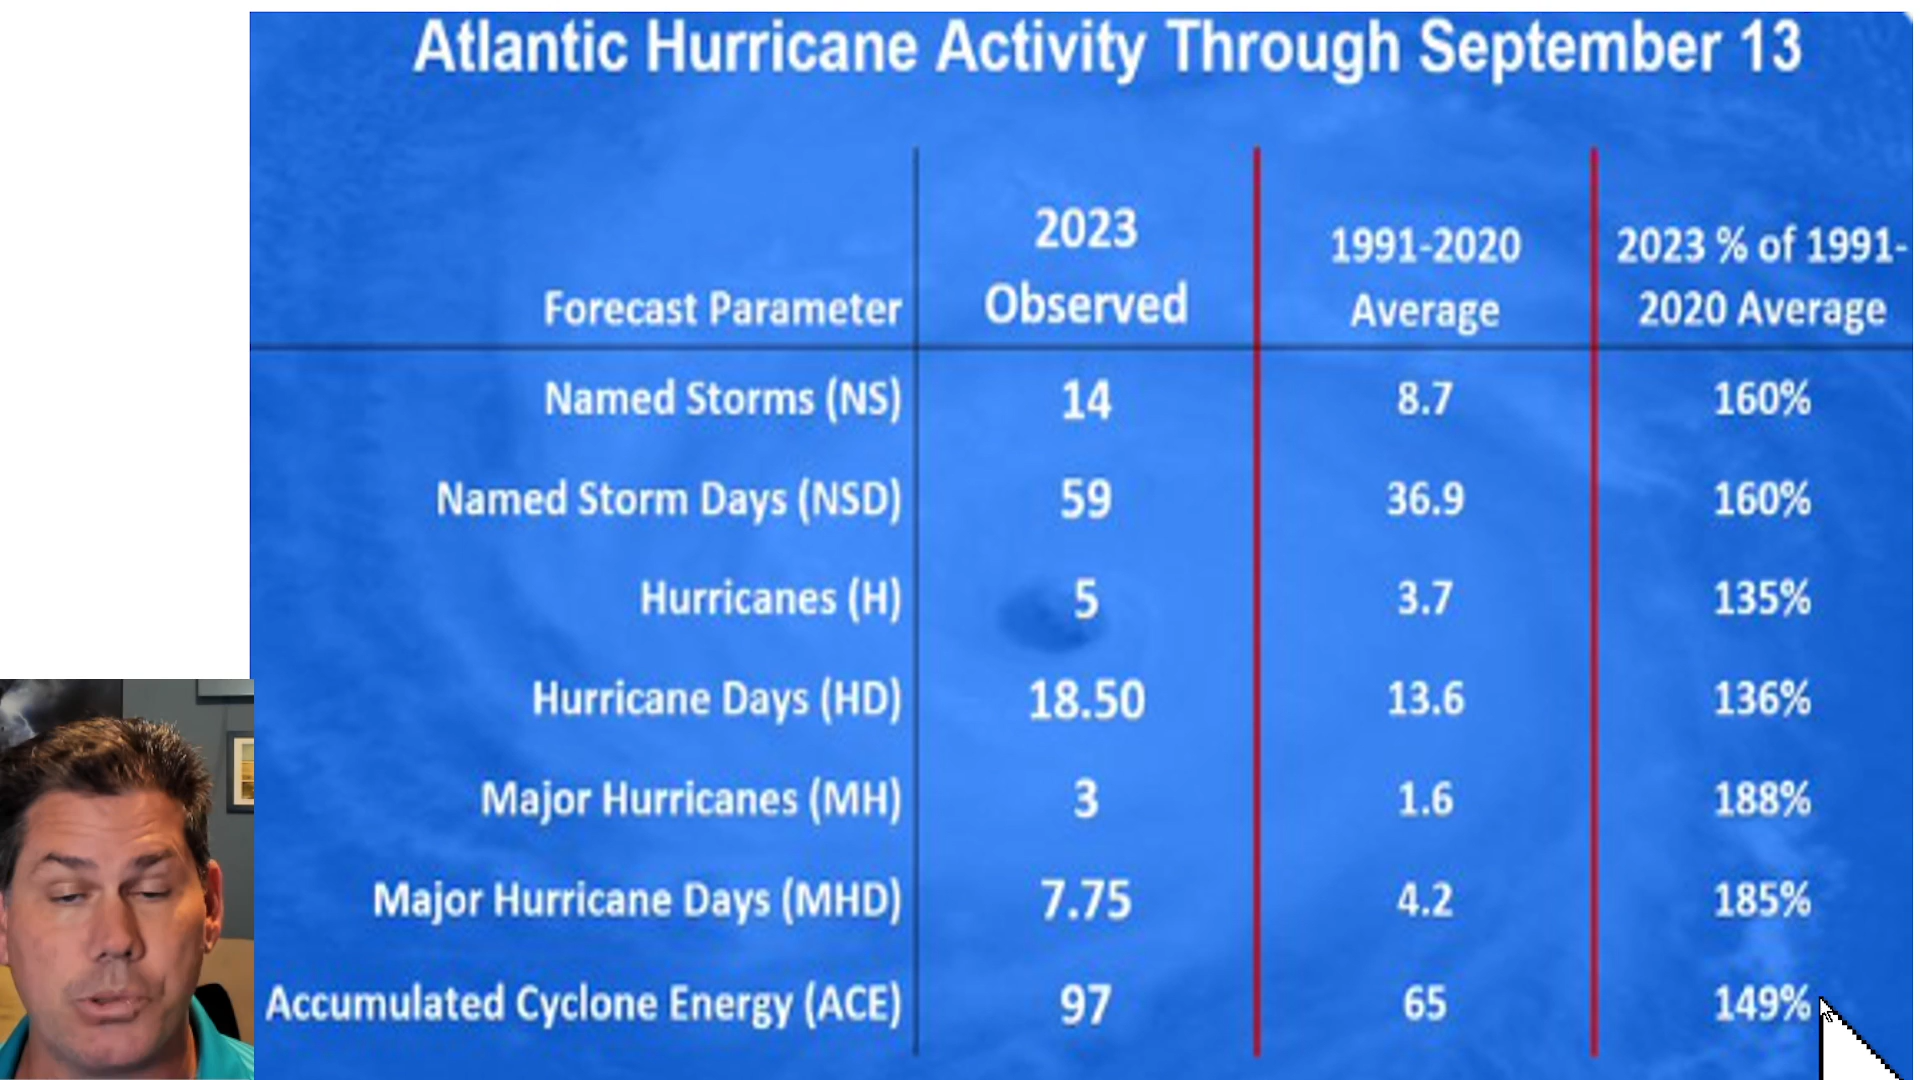 Atlantic Hurricane Activity Through September 13
Forecast Parameter
2023
Observed
1991-2020
Average
2023 % of 1991-
2020 Average
Named Storms (NS) 14 8.7 160%
Named Storm Days (NSD) 59 36.9 160%
Hurricanes (H) 5 3.7 135%
Hurricane Days (HD) 18.50 13.6 136%
Major Hurricanes (MH) 3 1.6 188%
Major Hurricane Days (MHD) 7.75 4.2 185%
Accumulated Cyclone Energy (ACE) 97 65 149%